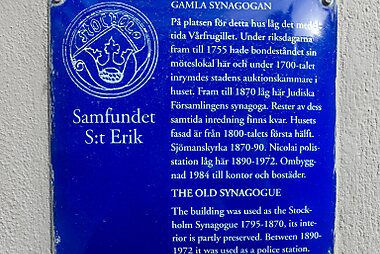 GAMLA SYNAGOGAN
På platsen för detta hus låg det med-
tida Vårfrugillet. Under riksdagarna
fram till 1755 hade bondeståndet sin
möteslokal här och under 1700-talet
inrymdes stadens auktionskammare i
huset. Fram till 1870 låg här Judiska
Församlingens synagoga. Rester av dess
samtida inredning finns kvar. Husets
fasad är från 1800-talets första hälft.
Sjömanskyrka 1870-90. Nicolai polis-
station låg här 1890-1972. Ombygg-
nad 1984 till kontor och bostäder.
THE OLD SYNAGOGUE
The building was used as the Stock-
holm Synagogue 1795-1870, its inte-
rior is partly preserved. Between 1890-
1972 it was used as a police station.
Samfundet
S:t Erik